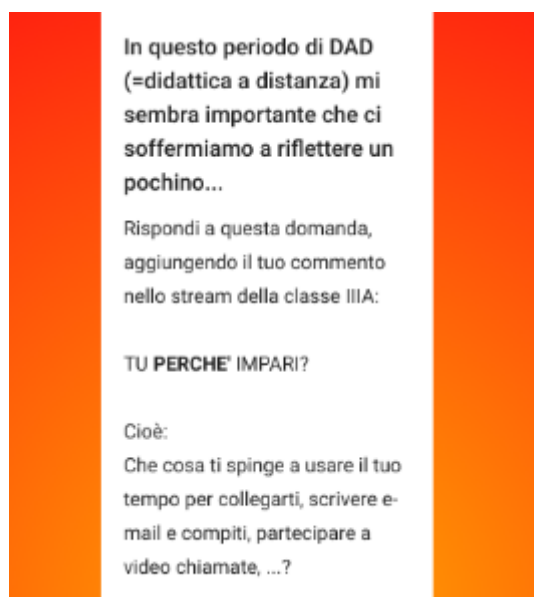 In questo periodo di DAD
(=didattica a distanza) mi
sembra importante che ci
soffermiamo a riflettere un
pochino...
Rispondi a questa domanda,
aggiungendo il tuo commento
nello stream della classe IIIA:
TU PERCHE' IMPARI?
Cioè:
Che cosa ti spinge a usare il tuo
tempo per collegarti, scrivere e-
mail e compiti, partecipare a
video chiamate, ...?